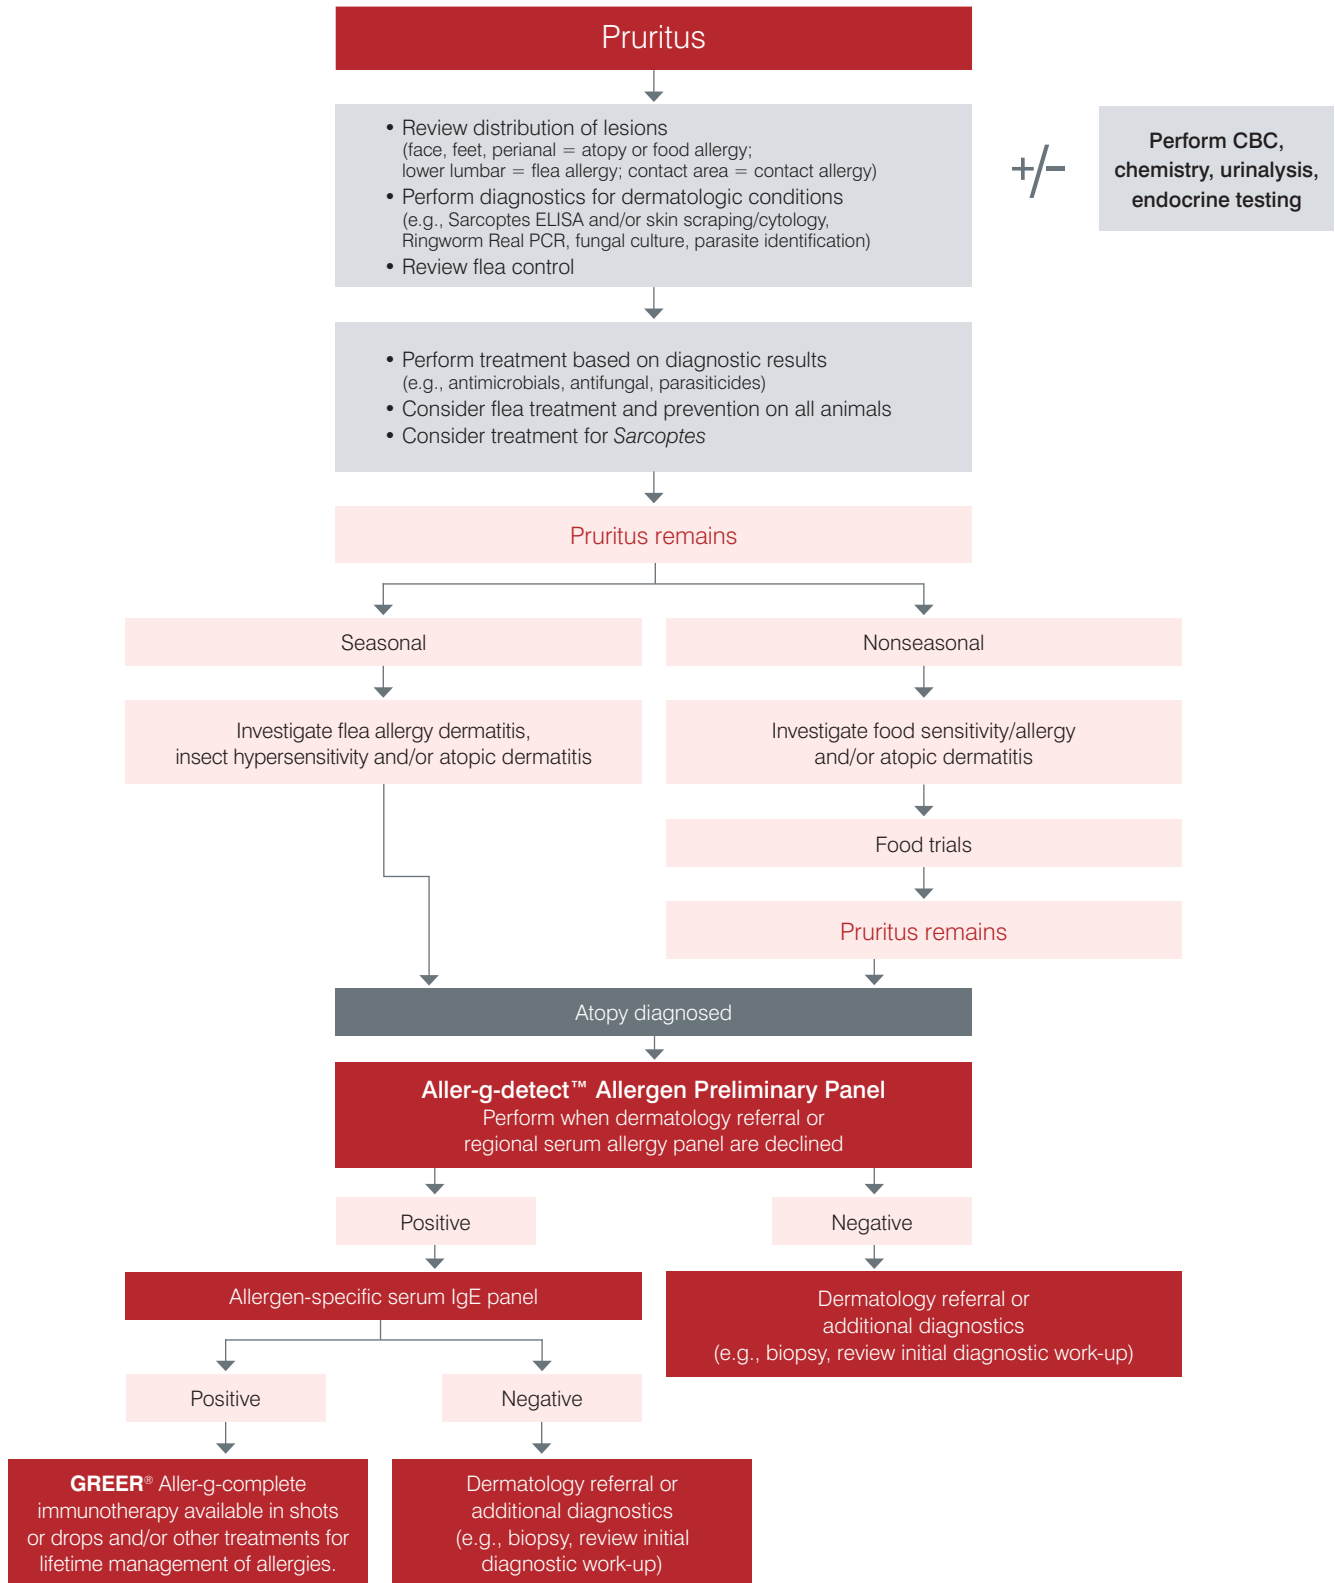 Pruritus
• Review distribution of lesions
(face, feet, perianal = atopy or food allergy;
lower lumbar = flea allergy; contact area = contact allergy)
• Perform diagnostics for dermatologic conditions
(e.g., Sarcoptes ELISA and/or skin scraping/cytology,
Ringworm Real PCR, fungal culture, parasite identification)
• Review flea control
+/−
Perform CBC,
chemistry, urinalysis,
endocrine testing
• Perform treatment based on diagnostic results
(e.g., antimicrobials, antifungal, parasiticides)
• Consider flea treatment and prevention on all animals
• Consider treatment for Sarcoptes
Pruritus remains
Seasonal
Nonseasonal
Investigate flea allergy dermatitis,
insect hypersensitivity and/or atopic dermatitis
Investigate food sensitivity/allergy
and/or atopic dermatitis
Food trials
Pruritus remains
Atopy diagnosed
Aller-g-detect™ Allergen Preliminary Panel
Perform when dermatology referral or
regional serum allergy panel are declined
Positive
Negative
Allergen-specific serum IgE panel
Dermatology referral or
additional diagnostics
(e.g., biopsy, review initial diagnostic work-up)
Positive
Negative
GREER® Aller-g-complete
immunotherapy available in shots
or drops and/or other treatments for
lifetime management of allergies.
Dermatology referral or
additional diagnostics
(e.g., biopsy, review initial
diagnostic work-up)